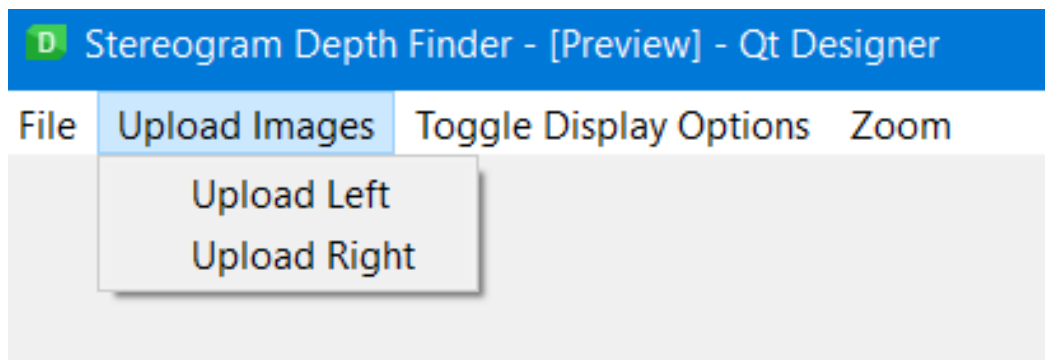 D Stereogram Depth Finder - [Preview] - Qt Designer
File Upload Images Toggle Display Options Zoom
Upload Left
Upload Right